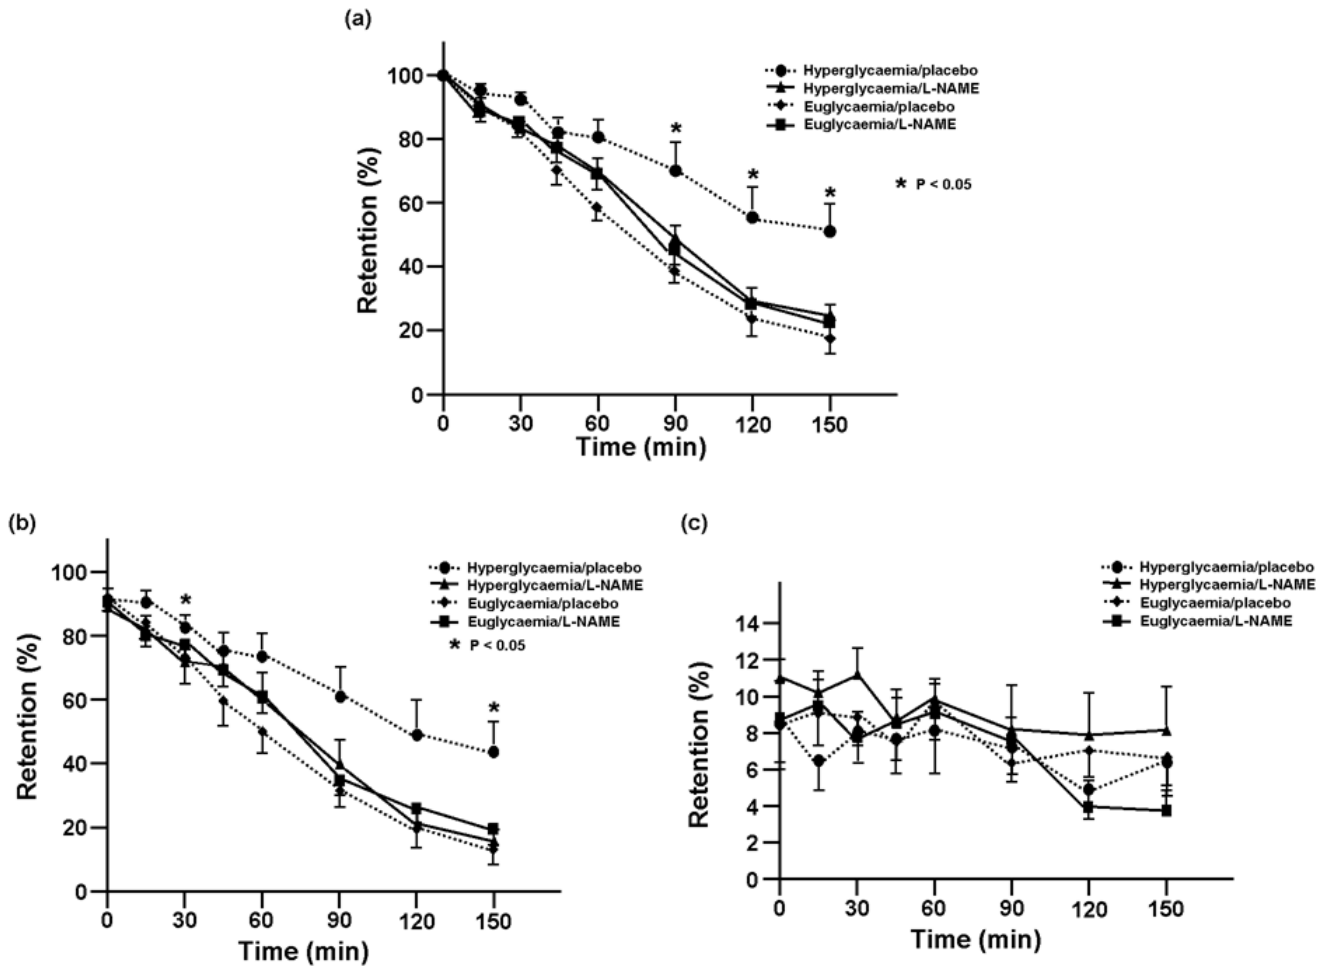 (a)
Hyperglycaemia/placebo
Hyperglycaemia/L-NAME
Euglycaemia/placebo
Euglycaemia/L-NAME
* P < 0.05
Retention (%)
100
80
60
40
20
0
* * *
0 30 60 90 120 150
Time (min)
(b)
Hyperglycaemia/placebo
Hyperglycaemia/L-NAME
Euglycaemia/placebo
Euglycaemia/L-NAME
* P < 0.05
Retention (%)
100
80
60
40
20
0
* *
0 30 60 90 120 150
Time (min)
(c)
Hyperglycaemia/placebo
Hyperglycaemia/L-NAME
Euglycaemia/placebo
Euglycaemia/L-NAME
Retention (%)
14
12
10
8
6
4
2
0
0 30 60 90 120 150
Time (min)